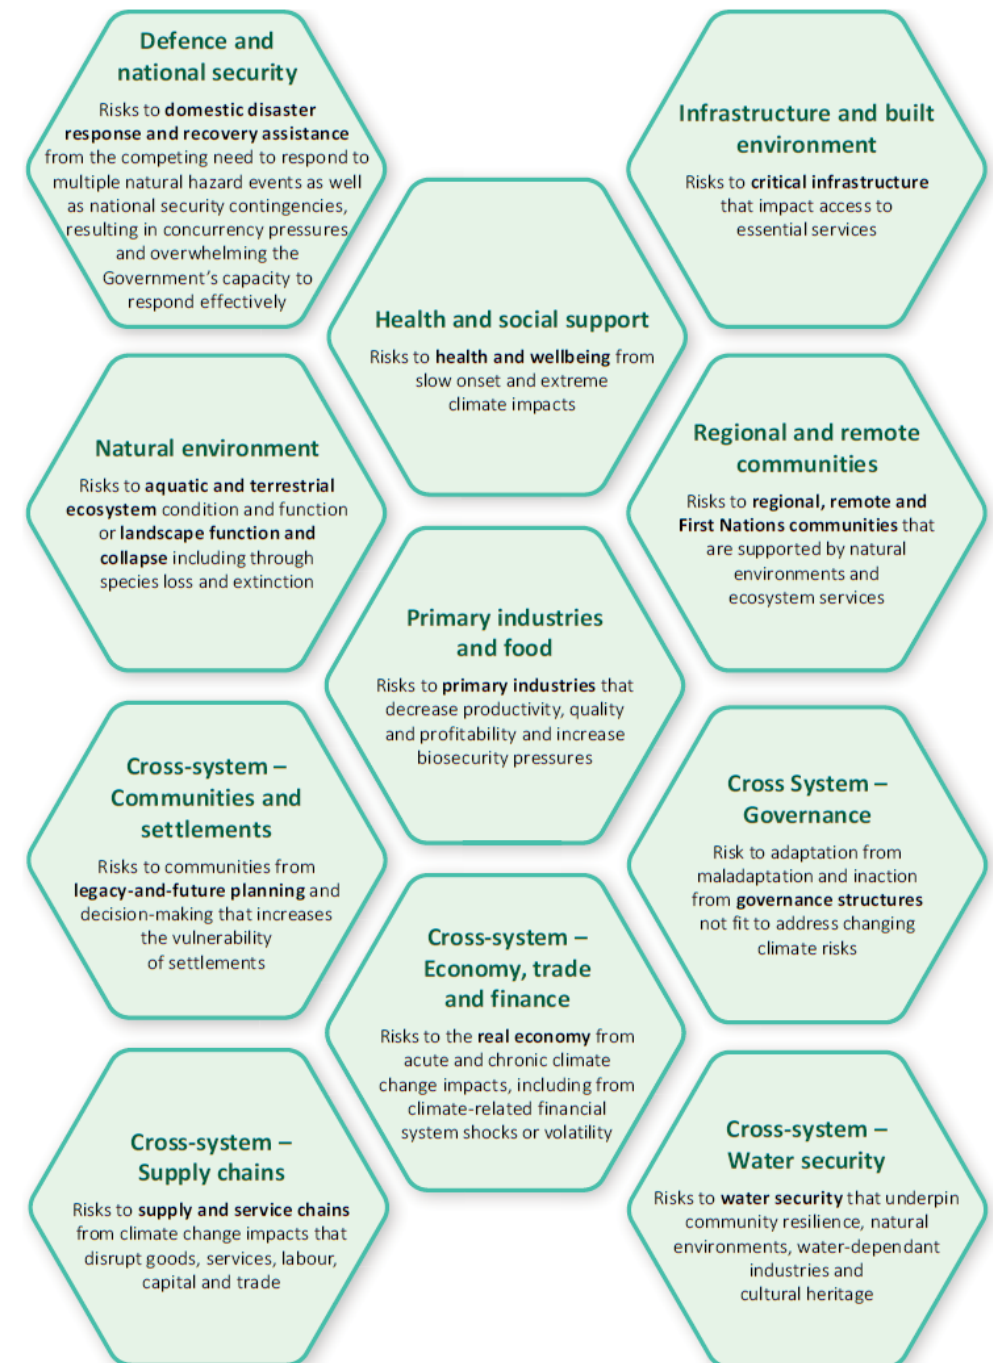 Defence and
national security
Risks to domestic disaster
response and recovery assistance
from the competing need to respond to
multiple natural hazard events as well
as national security contingencies,
resulting in concurrency pressures
and overwhelming the
Government's capacity to
respond effectively
Infrastructure and built
environment
Risks to critical infrastructure
that impact access to
essential services
Health and social support
Risks to health and wellbeing from
slow onset and extreme
climate impacts
Natural environment
Risks to aquatic and terrestrial
ecosystem condition and function
or landscape function and
collapse including through
species loss and extinction
Regional and remote
communities
Risks to regional, remote and
First Nations communities that
are supported by natural
environments and
ecosystem services
Primary industries
and food
Risks to primary industries that
decrease productivity, quality
and profitability and increase
biosecurity pressures
Cross-system –
Communities and
settlements
Risks to communities from
legacy-and-future planning and
decision-making that increases
the vulnerability
of settlements
Cross System –
Governance
Risk to adaptation from
maladaptation and inaction
from governance structures
not fit to address changing
climate risks
Cross-system –
Economy, trade
and finance
Risks to the real economy from
acute and chronic climate
change impacts, including from
climate-related financial
system shocks or volatility
Cross-system –
Supply chains
Risks to supply and service chains
from climate change impacts that
disrupt goods, services, labour,
capital and trade
Cross-system –
Water security
Risks to water security that underpin
community resilience, natural
environments, water-dependant
industries and
cultural heritage